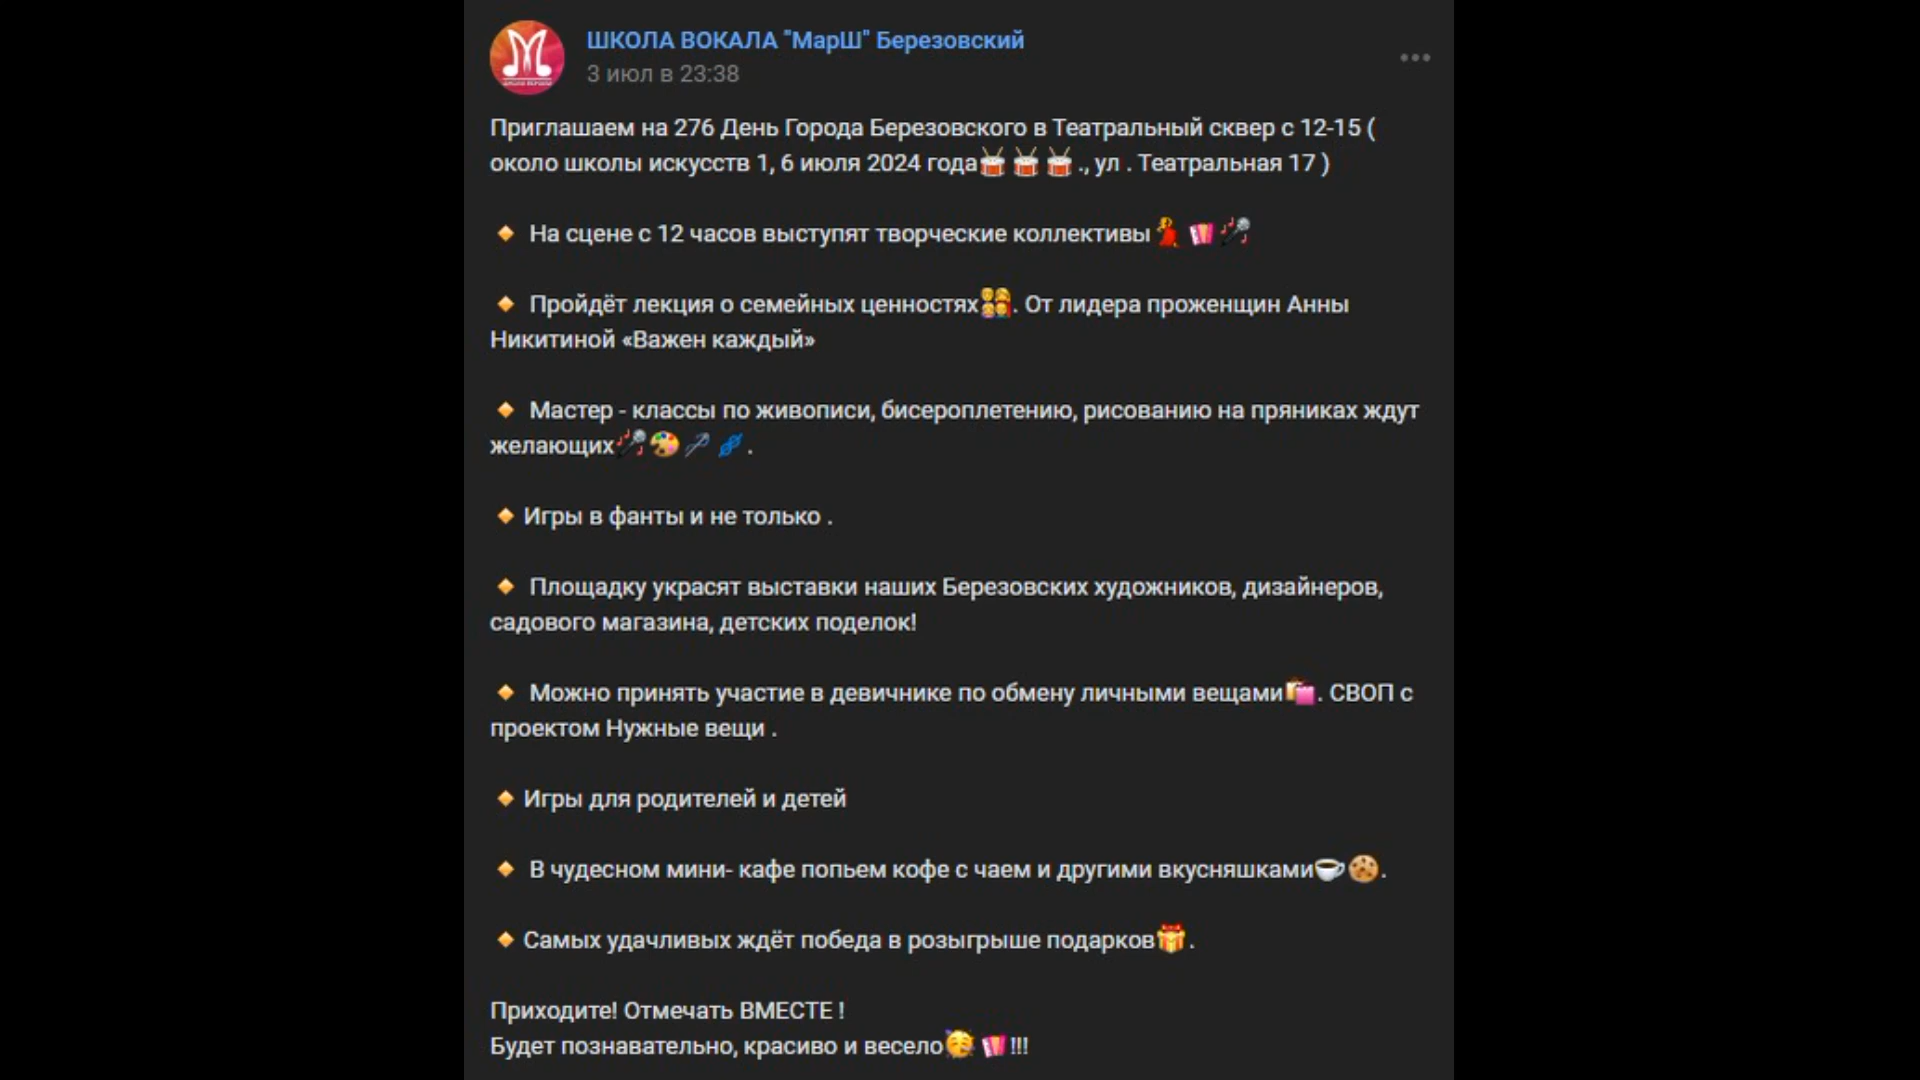 ШКОЛА ВОКАЛА "МарШ" Березовский
3 июл в 23:38
Приглашаем на 276 День Города Березовского в Театральный сквер с 12-15 (
около школы искусств 1, 6 июля 2024 года🥁🥁🥁., ул . Театральная 17 )
🔸 На сцене с 12 часов выступят творческие коллективы💃🪗🎤
🔸 Пройдёт лекция о семейных ценностях👨‍👩‍👧‍👦. От лидера проженщин Анны
Никитиной «Важен каждый»
🔸 Мастер - классы по живописи, бисероплетению, рисованию на пряниках ждут
желающих🎤🎨🪡🪢.
🔸Игры в фанты и не только .
🔸 Площадку украсят выставки наших Березовских художников, дизайнеров,
садового магазина, детских поделок!
🔸 Можно принять участие в девичнике по обмену личными вещами🛍. СВОП с
проектом Нужные вещи .
🔸Игры для родителей и детей
🔸 В чудесном мини- кафе попьем кофе с чаем и другими вкусняшками☕🍪.
🔸Самых удачливых ждёт победа в розыгрыше подарков🎁.
Приходите! Отмечать ВМЕСТЕ !
Будет познавательно, красиво и весело🥳🪗!!!